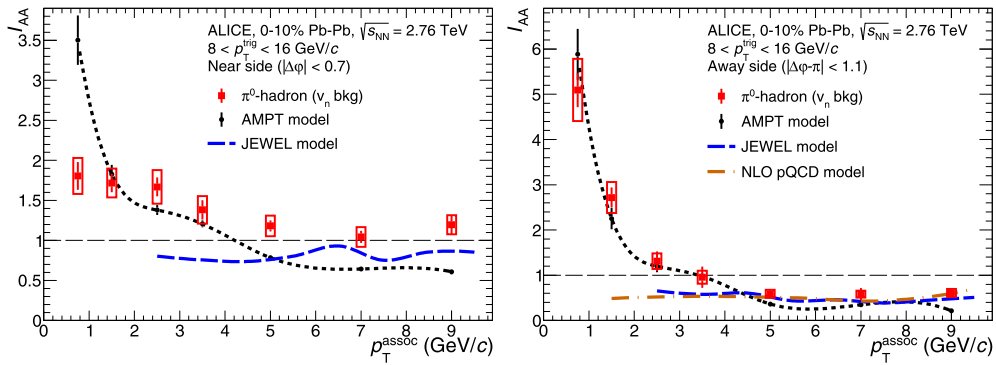 I_AA
3.5
3
2.5
2
1.5
1
0.5
0
ALICE, 0-10% Pb-Pb, √s_NN = 2.76 TeV
8 < p_T^trig < 16 GeV/c
Near side (|Δφ| < 0.7)
π⁰-hadron (v_n bkg)
AMPT model
JEWEL model
0 1 2 3 4 5 6 7 8 9
p_T^assoc (GeV/c)
I_AA
6
5
4
3
2
1
0
ALICE, 0-10% Pb-Pb, √s_NN = 2.76 TeV
8 < p_T^trig < 16 GeV/c
Away side (|Δφ-π| < 1.1)
π⁰-hadron (v_n bkg)
AMPT model
JEWEL model
NLO pQCD model
0 1 2 3 4 5 6 7 8 9
p_T^assoc (GeV/c)